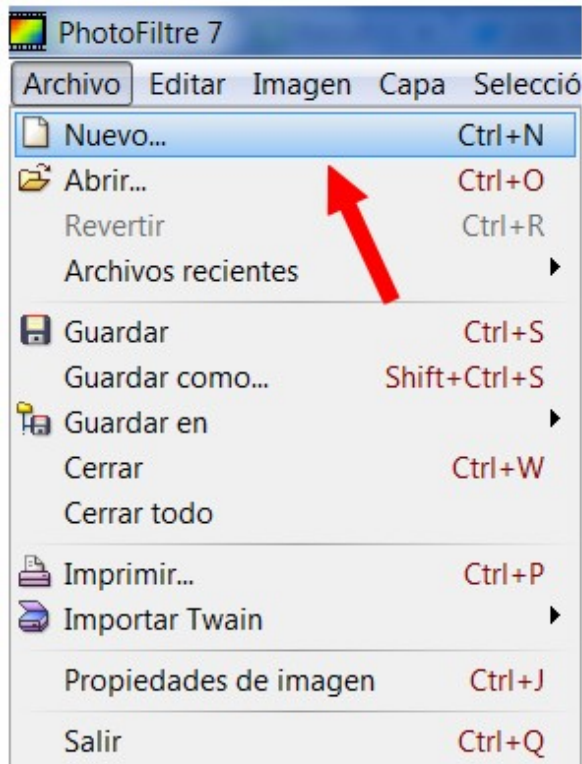 PhotoFiltre 7
Archivo Editar Imagen Capa Selecció
Nuevo... Ctrl+N
Abrir... Ctrl+O
Revertir Ctrl+R
Archivos recientes
Guardar Ctrl+S
Guardar como... Shift+Ctrl+S
Guardar en
Cerrar Ctrl+W
Cerrar todo
Imprimir... Ctrl+P
Importar Twain
Propiedades de imagen Ctrl+J
Salir Ctrl+Q